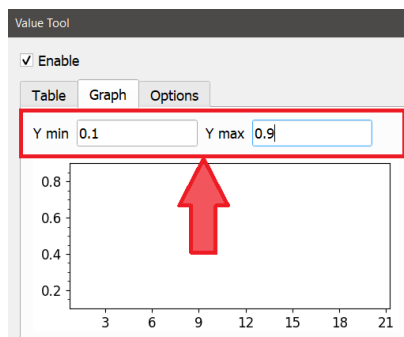 Value Tool
Enable
Table Graph Options
Y min 0.1 Y max 0.9
0.8
0.6
0.4
0.2
3 6 9 12 15 18 21